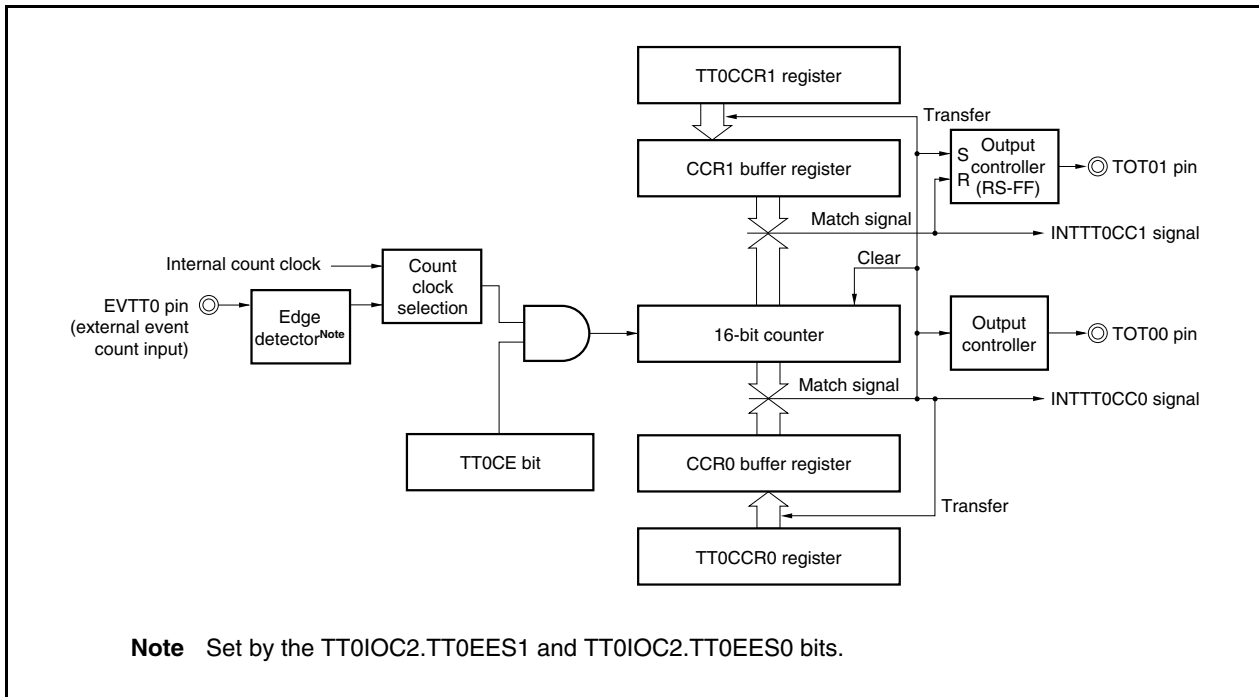 TT0CCR1 register
Transfer
CCR1 buffer register
S
R
Output
controller
(RS-FF)
TOT01 pin
Match signal
INTTT0CC1 signal
Internal count clock
Count
clock
selection
Clear
EVTT0 pin
(external event
count input)
Edge
detectorNote
16-bit counter
Output
controller
TOT00 pin
Match signal
INTTT0CC0 signal
TT0CE bit
CCR0 buffer register
Transfer
TT0CCR0 register
Note Set by the TT0IOC2.TT0EES1 and TT0IOC2.TT0EES0 bits.